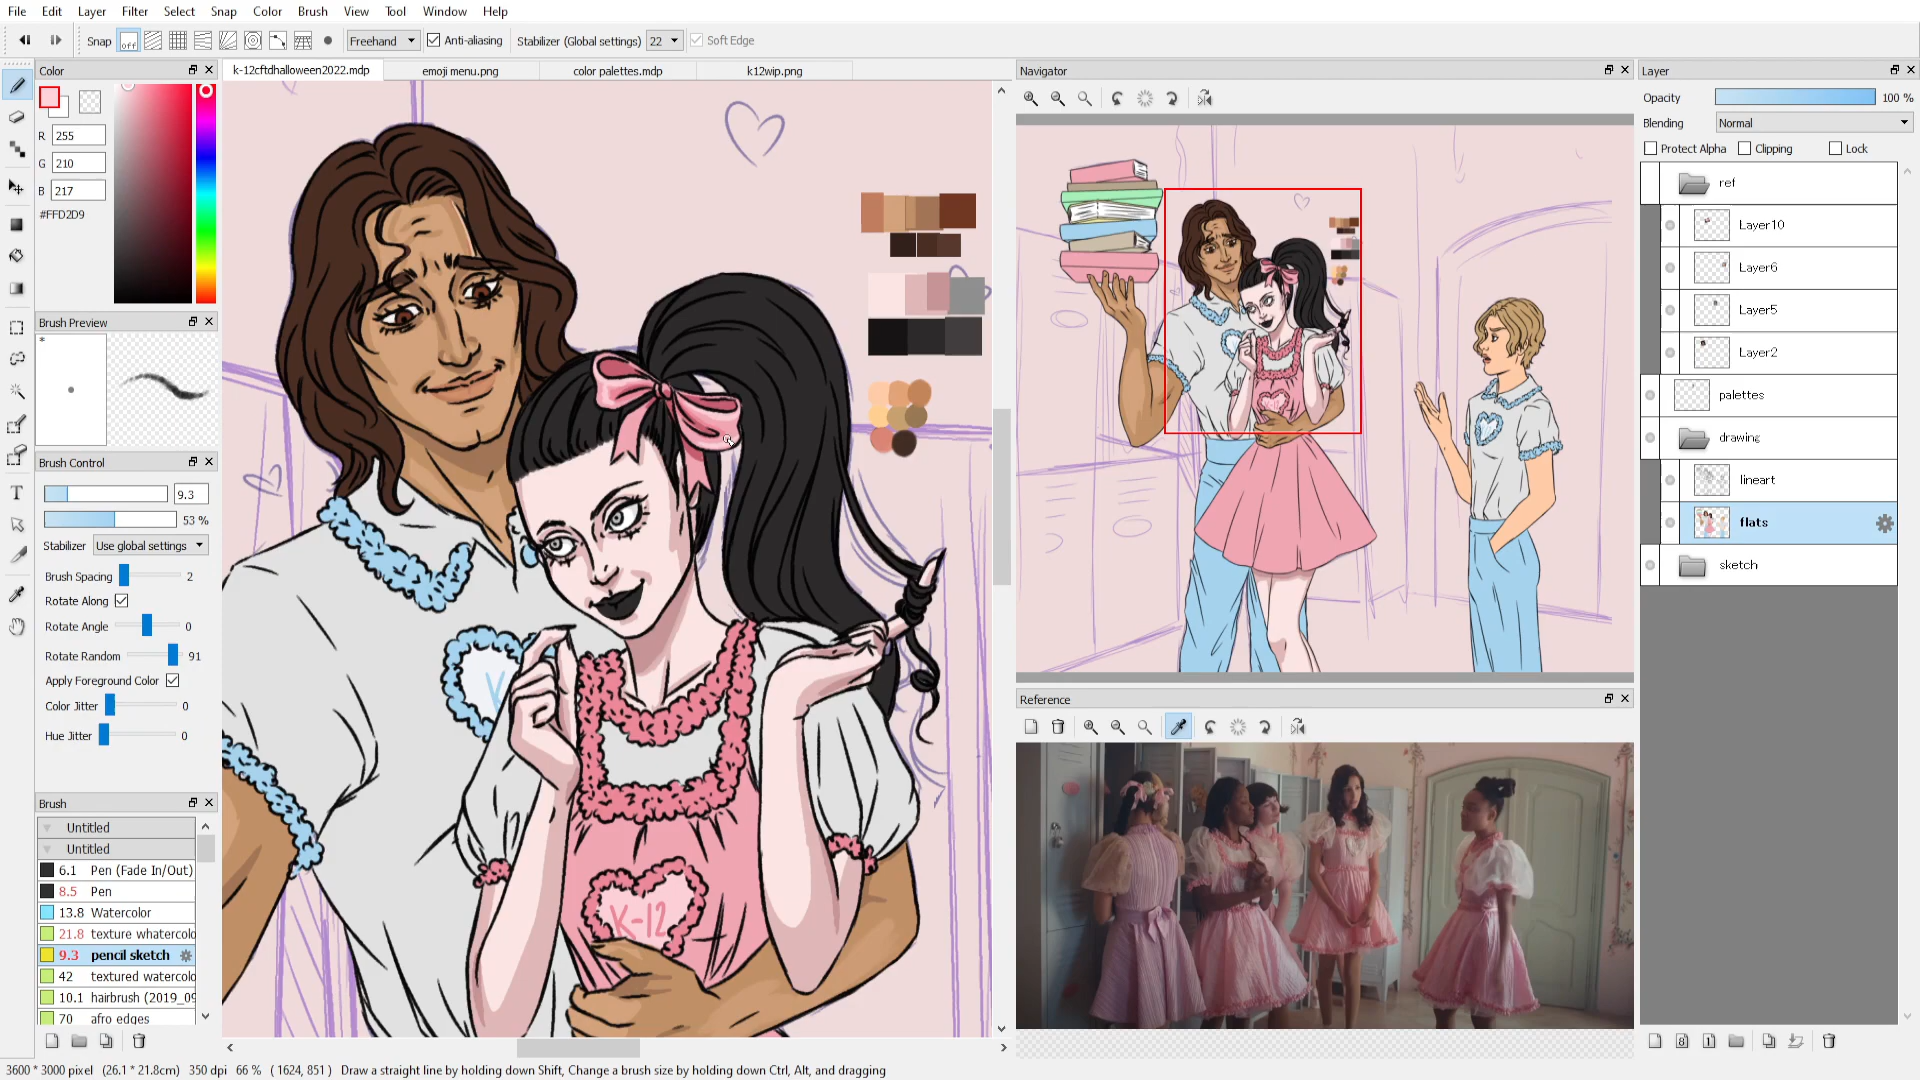 File Edit Layer Filter Select Snap Color Brush View Tool Window Help
Snap off Freehand Anti-aliasing Stabilizer (Global settings) 22 Soft Edge
Color
k-12cftdhalloween2022.mdp emoji menu.png color palettes.mdp k12wip.png
Navigator
Layer
Opacity 100 %
Blending Normal
Protect Alpha Clipping Lock
R 255
G 210
B 217
#FFD2D9
ref
Layer10
Layer6
Layer5
Layer2
palettes
drawing
lineart
flats
sketch
Brush Preview
*
Brush Control
9.3
53 %
Stabilizer Use global settings
Brush Spacing 2
Rotate Along
Rotate Angle 0
Rotate Random 91
Apply Foreground Color
Color Jitter 0
Hue Jitter 0
K
K-12
Reference
Brush
Untitled
Untitled
6.1 Pen (Fade In/Out)
8.5 Pen
13.8 Watercolor
21.8 texture whatercolo
9.3 pencil sketch
42 textured watercolo
10.1 hairbrush (2019_09
70 afro edges
8 1
3600 * 3000 pixel (26.1 * 21.8cm) 350 dpi 66 % ( 1624, 851 ) Draw a straight line by holding down Shift, Change a brush size by holding down Ctrl, Alt, and dragging